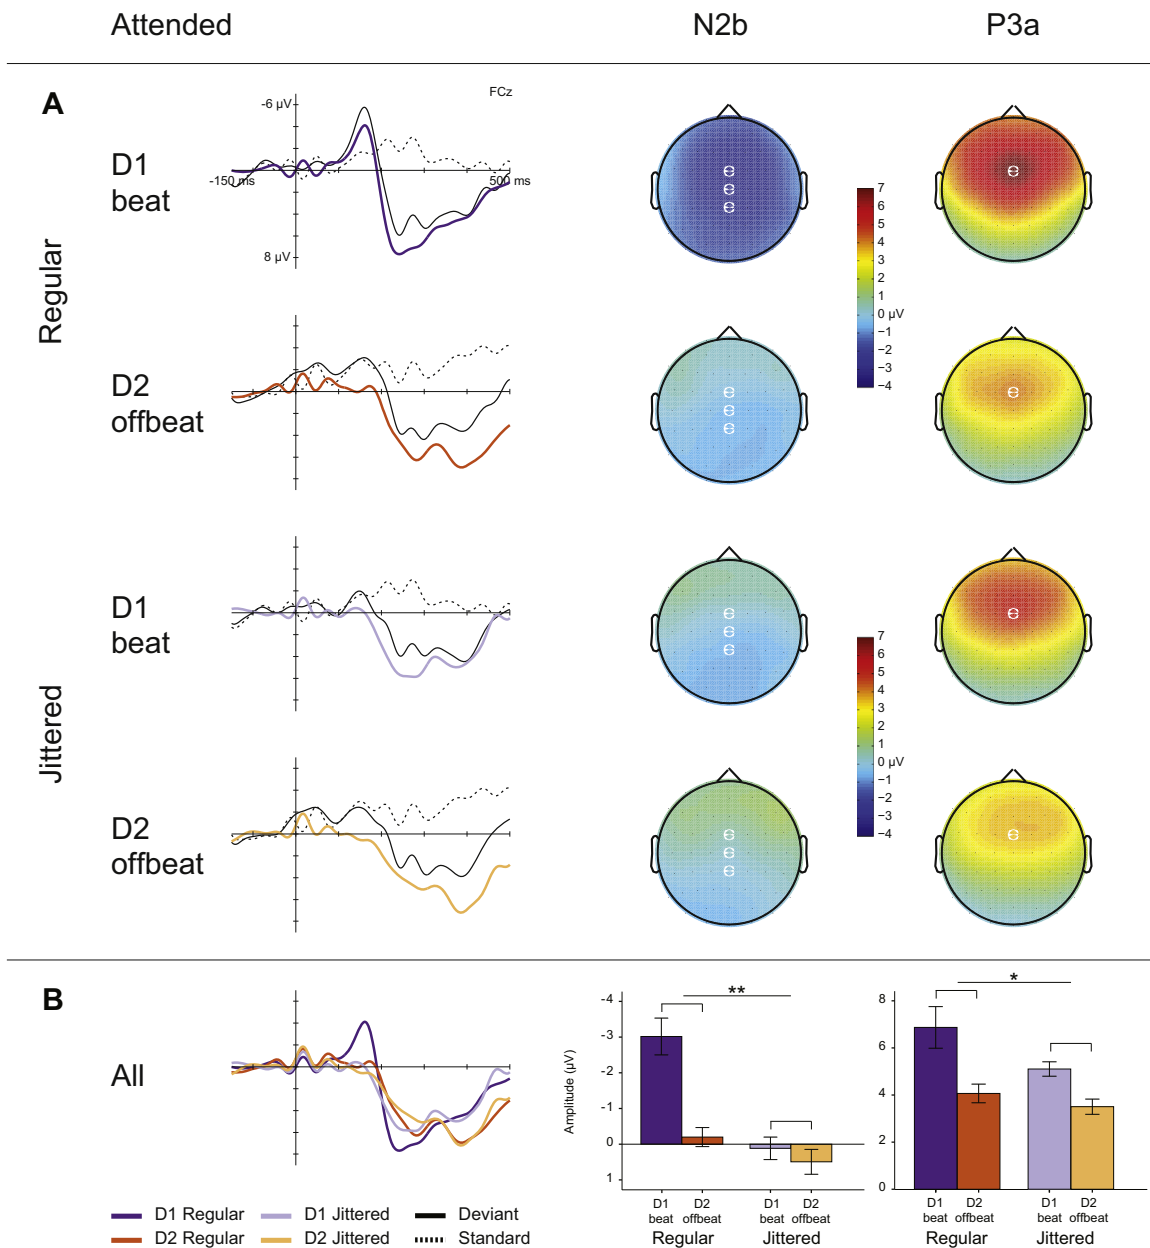 Attended N2b P3a
A
Regular
D1
beat
-6 µV
FCz
-150 ms
500 ms
8 µV
7
6
5
4
3
2
1
0 µV
−1
−2
−3
−4
D2
offbeat
Jittered
D1
beat
7
6
5
4
3
2
1
0 µV
−1
−2
−3
−4
D2
offbeat
B
All
Amplitude (µV)
-4
-3
-2
-1
0
1
**
D1 D2 D1 D2
beat offbeat beat offbeat
Regular Jittered
8
6
4
2
0
*
D1 D2 D1 D2
beat offbeat beat offbeat
Regular Jittered
D1 Regular D1 Jittered Deviant
D2 Regular D2 Jittered Standard